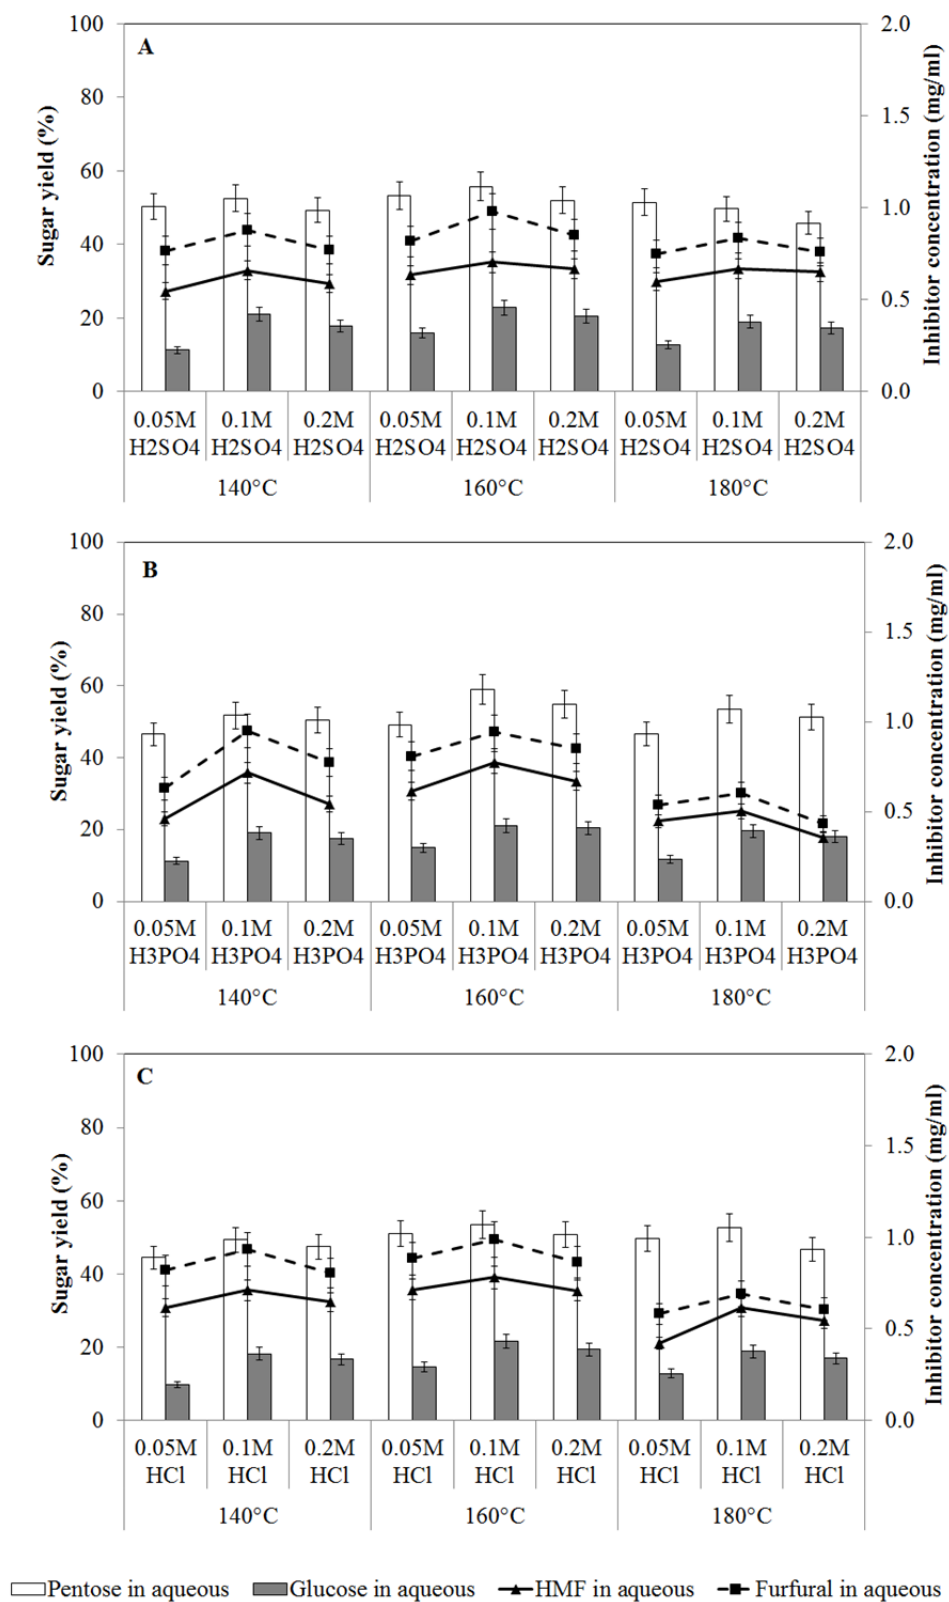 A
Sugar yield (%)
Inhibitor concentration (mg/ml)
100
80
60
40
20
0
2.0
1.5
1.0
0.5
0.0
0.05M 0.1M 0.2M 0.05M 0.1M 0.2M 0.05M 0.1M 0.2M
H2SO4 H2SO4 H2SO4 H2SO4 H2SO4 H2SO4 H2SO4 H2SO4 H2SO4
140°C 160°C 180°C
B
Sugar yield (%)
Inhibitor concentration (mg/ml)
100
80
60
40
20
0
2.0
1.5
1.0
0.5
0.0
0.05M 0.1M 0.2M 0.05M 0.1M 0.2M 0.05M 0.1M 0.2M
H3PO4 H3PO4 H3PO4 H3PO4 H3PO4 H3PO4 H3PO4 H3PO4 H3PO4
140°C 160°C 180°C
C
Sugar yield (%)
Inhibitor concentration (mg/ml)
100
80
60
40
20
0
2.0
1.5
1.0
0.5
0.0
0.05M 0.1M 0.2M 0.05M 0.1M 0.2M 0.05M 0.1M 0.2M
HCl HCl HCl HCl HCl HCl HCl HCl HCl
140°C 160°C 180°C
Pentose in aqueous Glucose in aqueous HMF in aqueous Furfural in aqueous